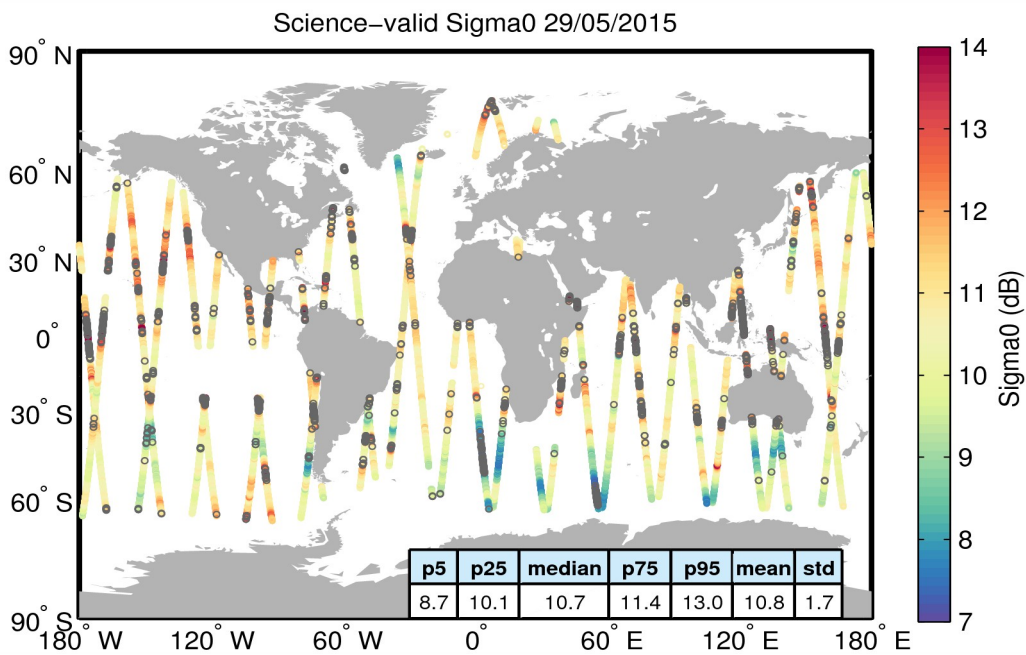 Science−valid Sigma0 29/05/2015
90° N
60° N
30° N
0°
30° S
60° S
90° S
180° W
120° W
60° W
0°
60° E
120° E
180° E
p5 p25 median p75 p95 mean std
8.7 10.1 10.7 11.4 13.0 10.8 1.7
14
13
12
11
10
9
8
7
Sigma0 (dB)